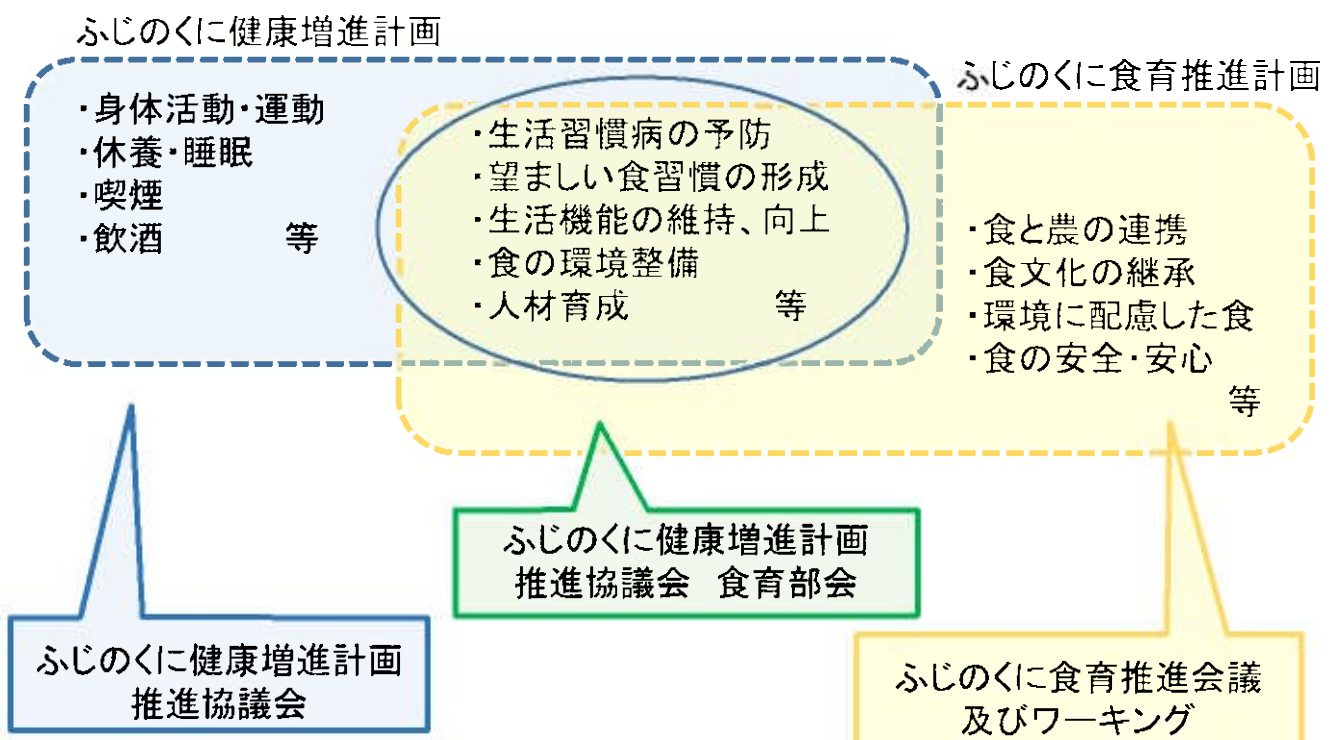 ふじのくに健康増進計画
ふじのくに食育推進計画
・身体活動・運動
・休養・睡眠
・喫煙
・飲酒　　　等
・生活習慣病の予防
・望ましい食習慣の形成
・生活機能の維持、向上
・食の環境整備
・人材育成　　　　等
・食と農の連携
・食文化の継承
・環境に配慮した食
・食の安全・安心
等
ふじのくに健康増進計画
推進協議会　食育部会
ふじのくに健康増進計画
推進協議会
ふじのくに食育推進会議
及びワーキング